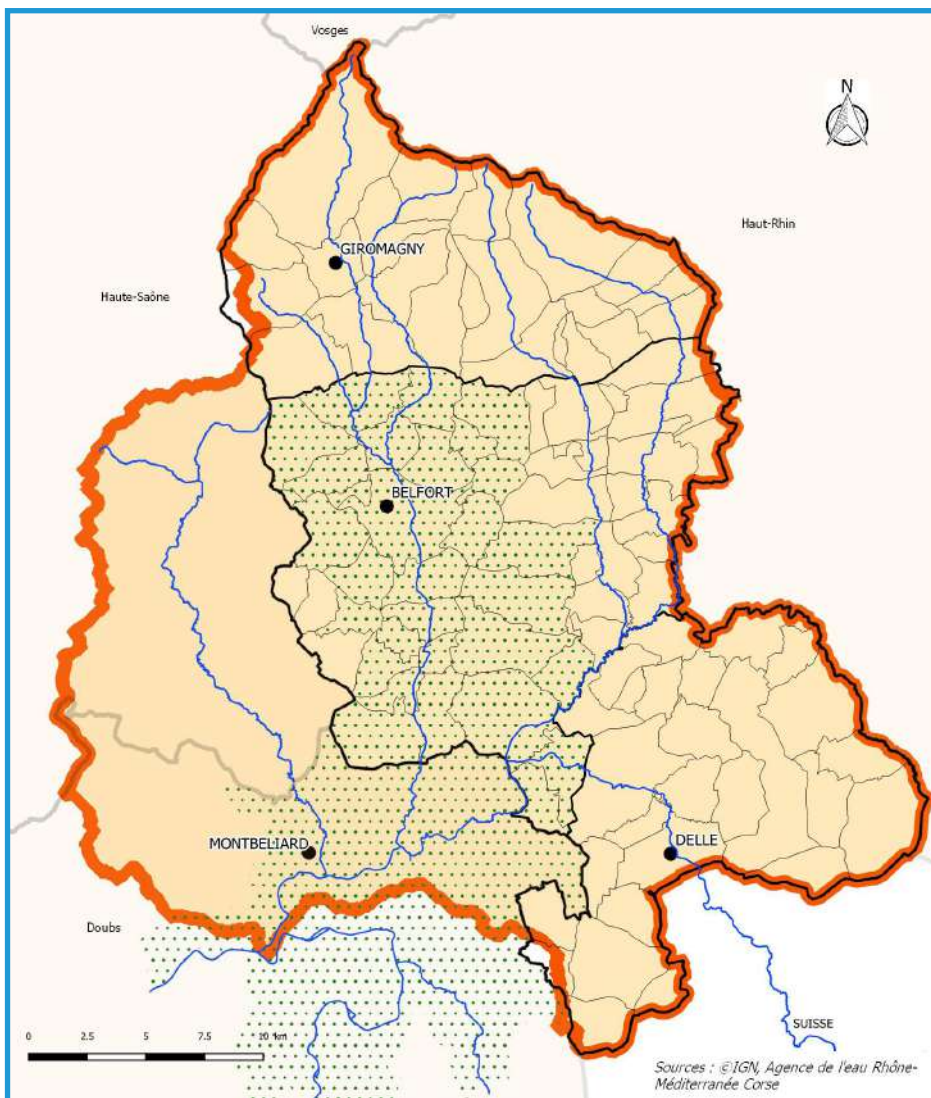 Vosges
N
Haut-Rhin
GIROMAGNY
Haute-Saône
BELFORT
MONTBELIARD
DELLE
Doubs
0 2.5 5 7.5 10 km
SUISSE
Sources : ©IGN, Agence de l'eau Rhône-
Méditerranée Corse